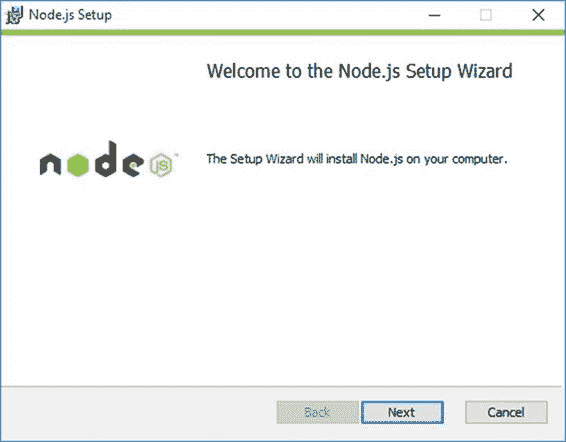 Node.js Setup
Welcome to the Node.js Setup Wizard
node JS™
The Setup Wizard will install Node.js on your computer.
Back Next Cancel